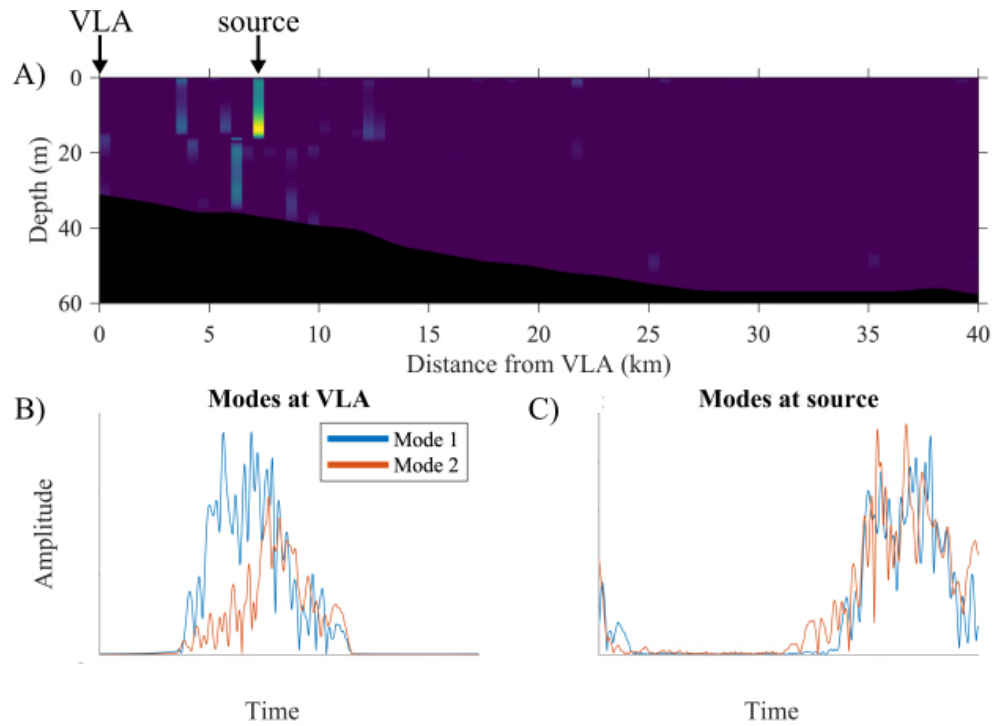 VLA source
A)
0
20
40
60
Depth (m)
0 5 10 15 20 25 30 35 40
Distance from VLA (km)
B) Modes at VLA
Mode 1
Mode 2
Amplitude
Time
C) Modes at source
Time